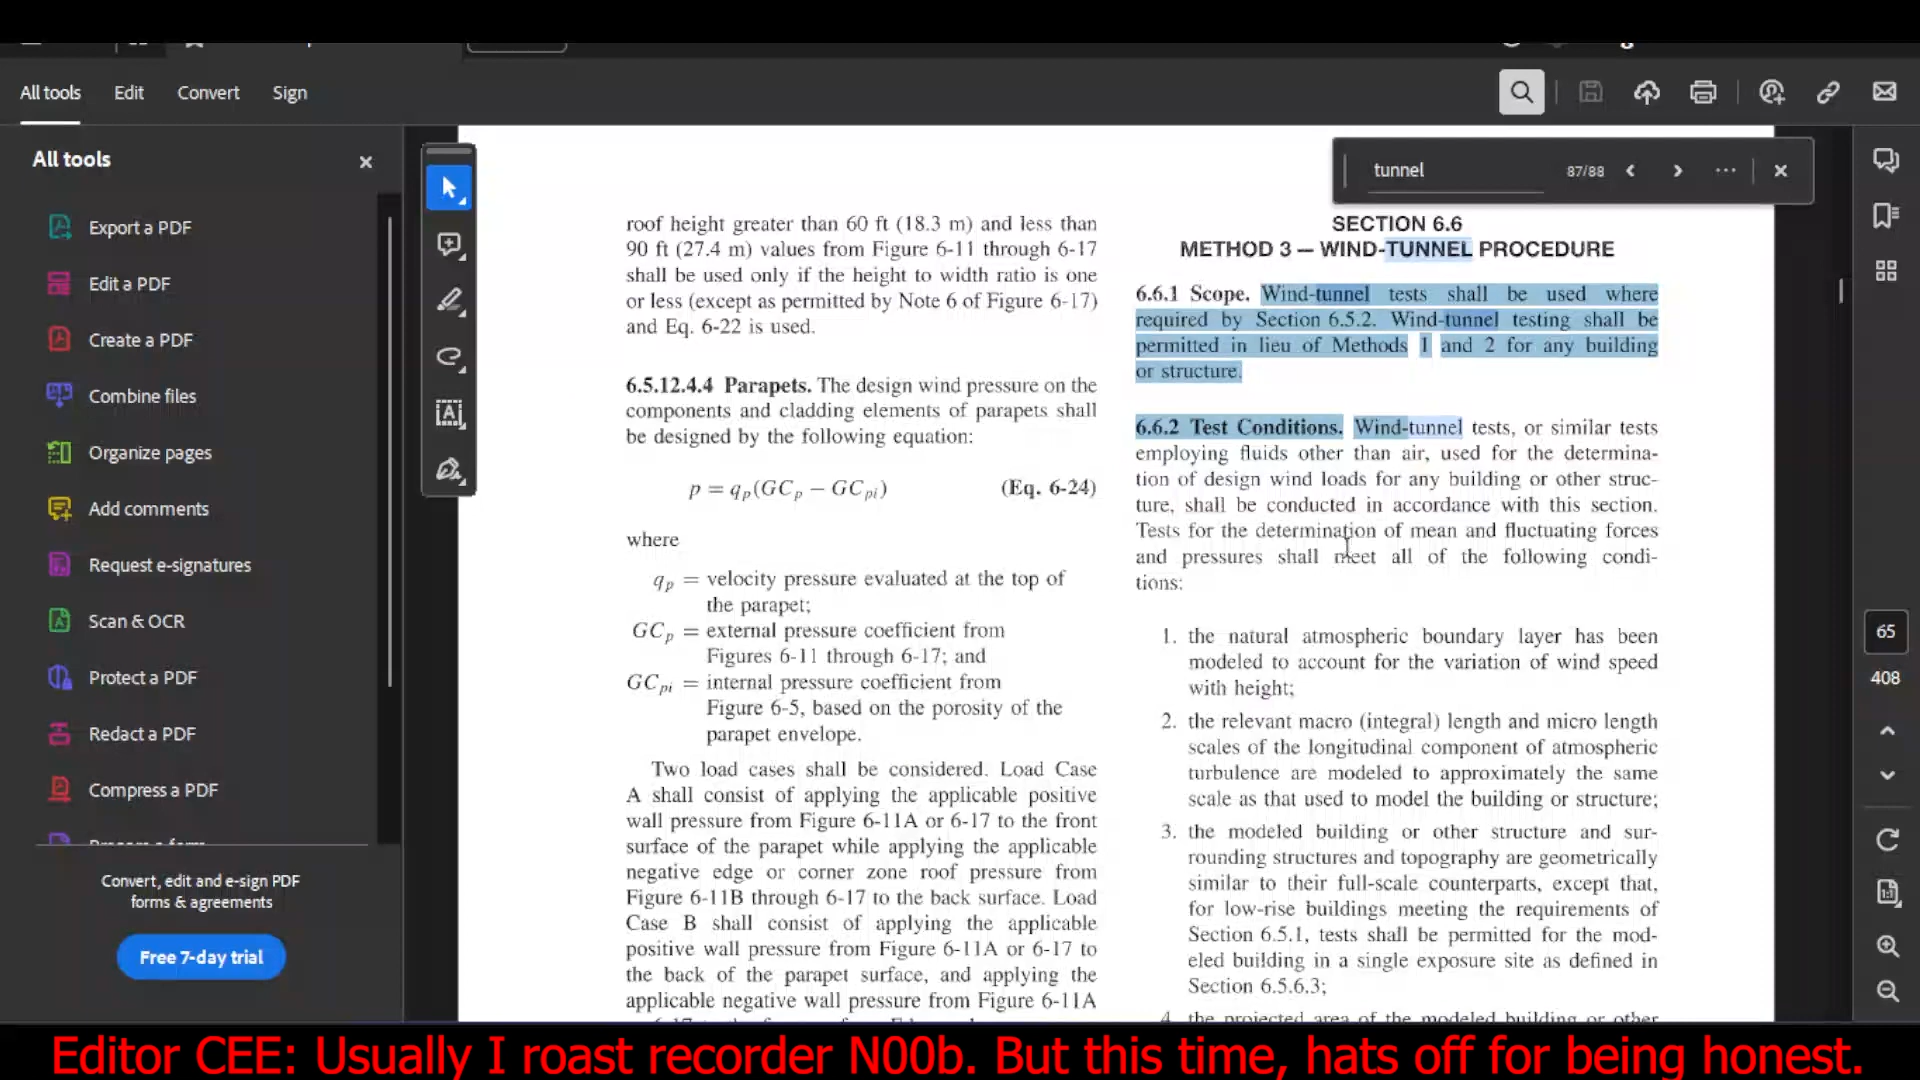 All tools
Edit
Convert
Sign
All tools
Export a PDF
Edit a PDF
Create a PDF
Combine files
Organize pages
Add comments
Request e-signatures
Scan & OCR
Protect a PDF
Redact a PDF
Compress a PDF
Convert, edit and e-sign PDF
forms & agreements
Free 7-day trial
tunnel
87/88
roof height greater than 60 ft (18.3 m) and less than
90 ft (27.4 m) values from Figure 6-11 through 6-17
shall be used only if the height to width ratio is one
or less (except as permitted by Note 6 of Figure 6-17)
and Eq. 6-22 is used.
6.5.12.4.4 Parapets. The design wind pressure on the
components and cladding elements of parapets shall
be designed by the following equation:
p = qp(GCp − GCpi) (Eq. 6-24)
where
qp = velocity pressure evaluated at the top of
the parapet;
GCp = external pressure coefficient from
Figures 6-11 through 6-17; and
GCpi = internal pressure coefficient from
Figure 6-5, based on the porosity of the
parapet envelope.
Two load cases shall be considered. Load Case
A shall consist of applying the applicable positive
wall pressure from Figure 6-11A or 6-17 to the front
surface of the parapet while applying the applicable
negative edge or corner zone roof pressure from
Figure 6-11B through 6-17 to the back surface. Load
Case B shall consist of applying the applicable
positive wall pressure from Figure 6-11A or 6-17 to
the back of the parapet surface, and applying the
applicable negative wall pressure from Figure 6-11A
SECTION 6.6
METHOD 3 — WIND-TUNNEL PROCEDURE
6.6.1 Scope. Wind-tunnel tests shall be used where
required by Section 6.5.2. Wind-tunnel testing shall be
permitted in lieu of Methods 1 and 2 for any building
or structure.
6.6.2 Test Conditions. Wind-tunnel tests, or similar tests
employing fluids other than air, used for the determina-
tion of design wind loads for any building or other struc-
ture, shall be conducted in accordance with this section.
Tests for the determination of mean and fluctuating forces
and pressures shall meet all of the following condi-
tions:
1. the natural atmospheric boundary layer has been
modeled to account for the variation of wind speed
with height;
2. the relevant macro (integral) length and micro length
scales of the longitudinal component of atmospheric
turbulence are modeled to approximately the same
scale as that used to model the building or structure;
3. the modeled building or other structure and sur-
rounding structures and topography are geometrically
similar to their full-scale counterparts, except that,
for low-rise buildings meeting the requirements of
Section 6.5.1, tests shall be permitted for the mod-
eled building in a single exposure site as defined in
Section 6.5.6.3;
4. the projected area of the modeled building or other
65
408
Editor CEE: Usually I roast recorder N00b. But this time, hats off for being honest.